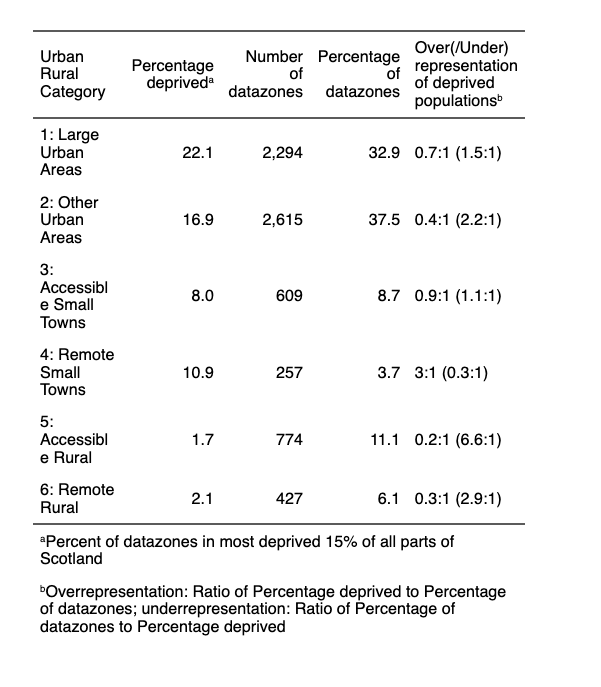 Urban Rural Category | Percentage deprivedᵃ | Number of datazones | Percentage of datazones | Over(/Under) representation of deprived populationsᵇ
1: Large Urban Areas | 22.1 | 2,294 | 32.9 | 0.7:1 (1.5:1)
2: Other Urban Areas | 16.9 | 2,615 | 37.5 | 0.4:1 (2.2:1)
3: Accessibl e Small Towns | 8.0 | 609 | 8.7 | 0.9:1 (1.1:1)
4: Remote Small Towns | 10.9 | 257 | 3.7 | 3:1 (0.3:1)
5: Accessibl e Rural | 1.7 | 774 | 11.1 | 0.2:1 (6.6:1)
6: Remote Rural | 2.1 | 427 | 6.1 | 0.3:1 (2.9:1)
ᵃPercent of datazones in most deprived 15% of all parts of
Scotland
ᵇOverrepresentation: Ratio of Percentage deprived to Percentage
of datazones; underrepresentation: Ratio of Percentage of
datazones to Percentage deprived